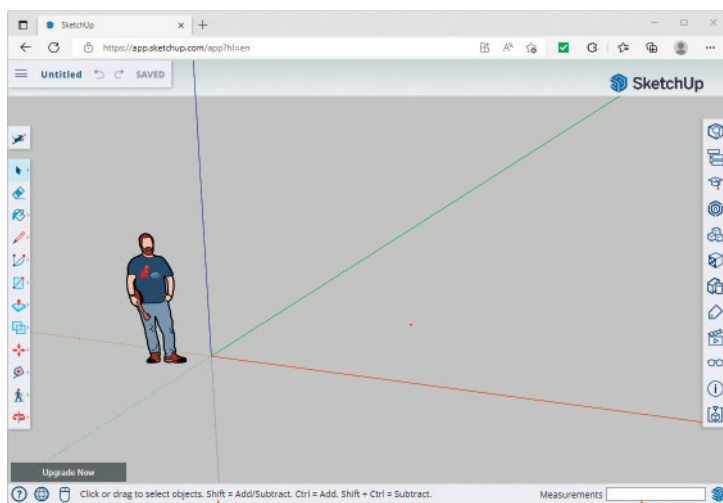 SketchUp
https://app.sketchup.com/app?hl=en
Untitled SAVED
SketchUp
Upgrade Now
Click or drag to select objects. Shift = Add/Subtract. Ctrl = Add. Shift + Ctrl = Subtract.
Measurements